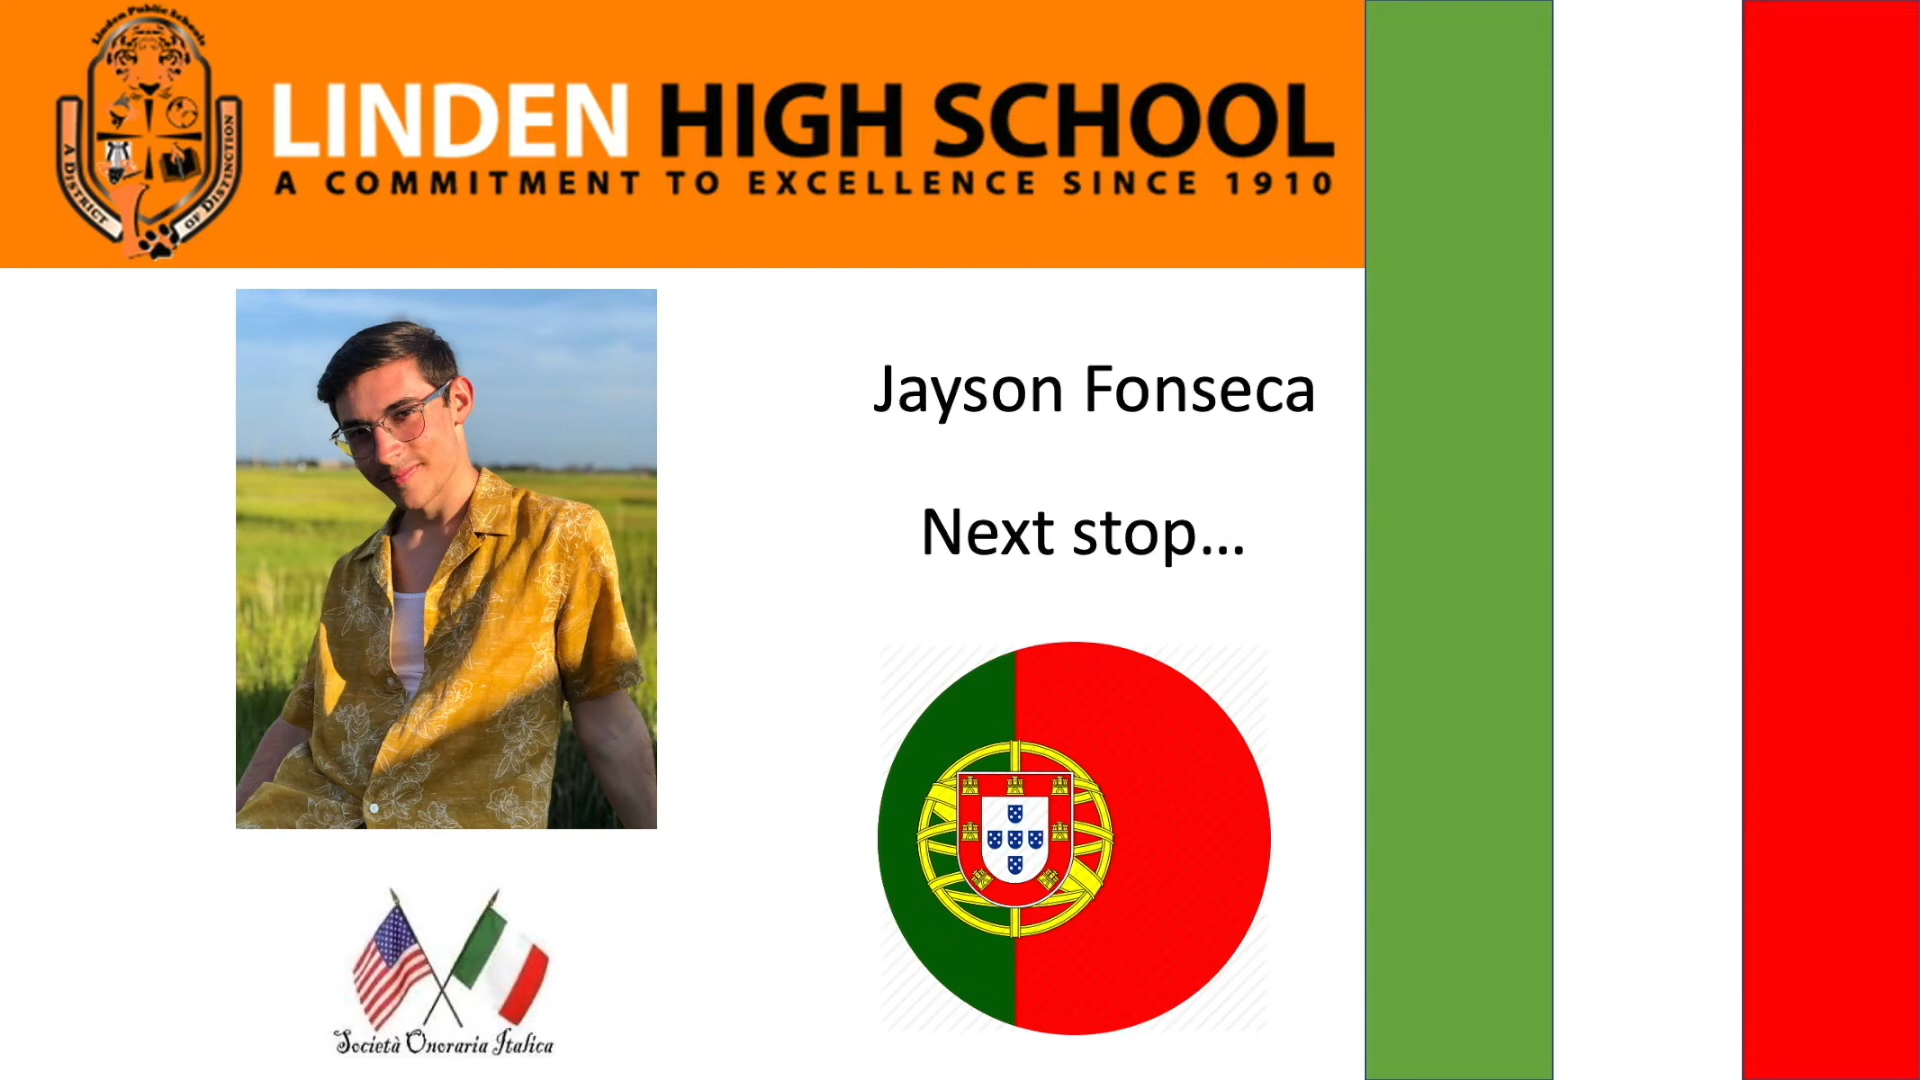 Linden Public Schools
A DISTRICT OF DISTINCTION
LINDEN HIGH SCHOOL
A COMMITMENT TO EXCELLENCE SINCE 1910
Jayson Fonseca
Next stop...
Società Onoraria Italica